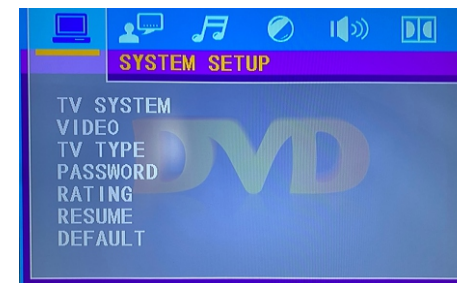 SYSTEM SETUP
TV SYSTEM
VIDEO
TV TYPE
PASSWORD
RATING
RESUME
DEFAULT
DVD